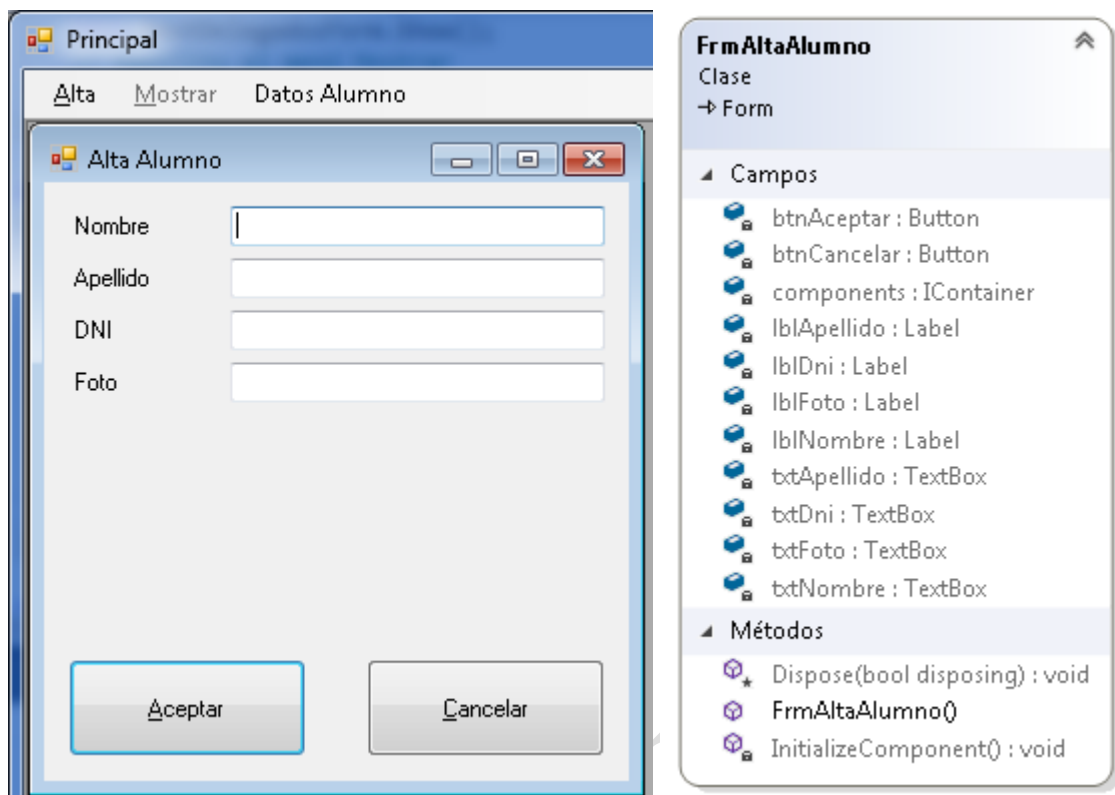 Principal
Alta Mostrar Datos Alumno
Alta Alumno
Nombre
Apellido
DNI
Foto
Aceptar Cancelar
FrmAltaAlumno
Clase
Form
Campos
btnAceptar : Button
btnCancelar : Button
components : IContainer
lblApellido : Label
lblDni : Label
lblFoto : Label
lblNombre : Label
txtApellido : TextBox
txtDni : TextBox
txtFoto : TextBox
txtNombre : TextBox
Métodos
Dispose(bool disposing) : void
FrmAltaAlumno()
InitializeComponent() : void